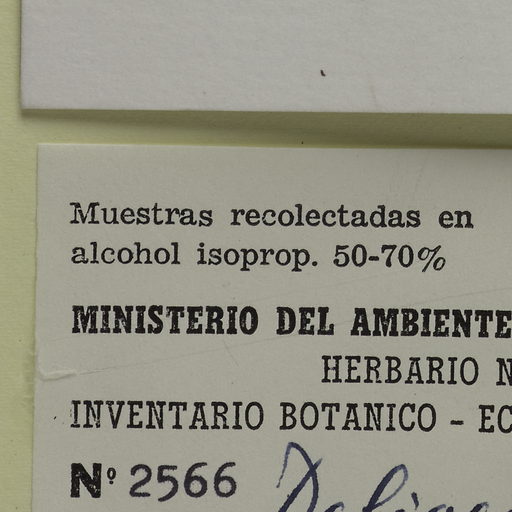 Muestras recolectadas en
alcohol isoprop. 50-70%
MINISTERIO DEL AMBIENTE
HERBARIO N
INVENTARIO BOTANICO - EC
Nº 2566